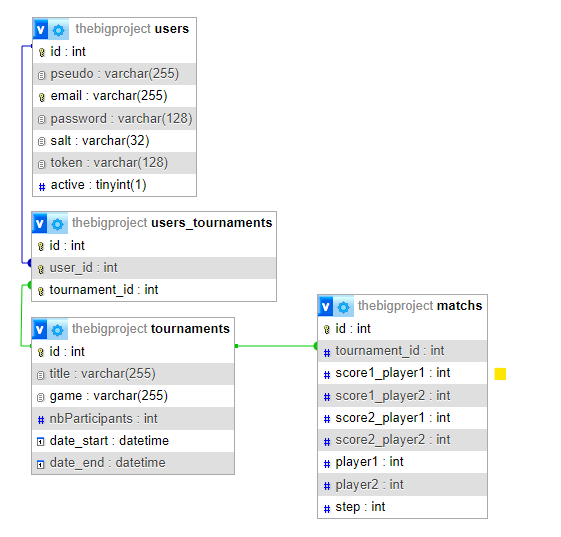 thebigproject users
id : int
pseudo : varchar(255)
email : varchar(255)
password : varchar(128)
salt : varchar(32)
token : varchar(128)
# active : tinyint(1)
thebigproject users_tournaments
id : int
user_id : int
tournament_id : int
thebigproject tournaments
id : int
title : varchar(255)
game : varchar(255)
# nbParticipants : int
date_start : datetime
date_end : datetime
thebigproject matchs
id : int
# tournament_id : int
# score1_player1 : int
# score1_player2 : int
# score2_player1 : int
# score2_player2 : int
# player1 : int
# player2 : int
# step : int